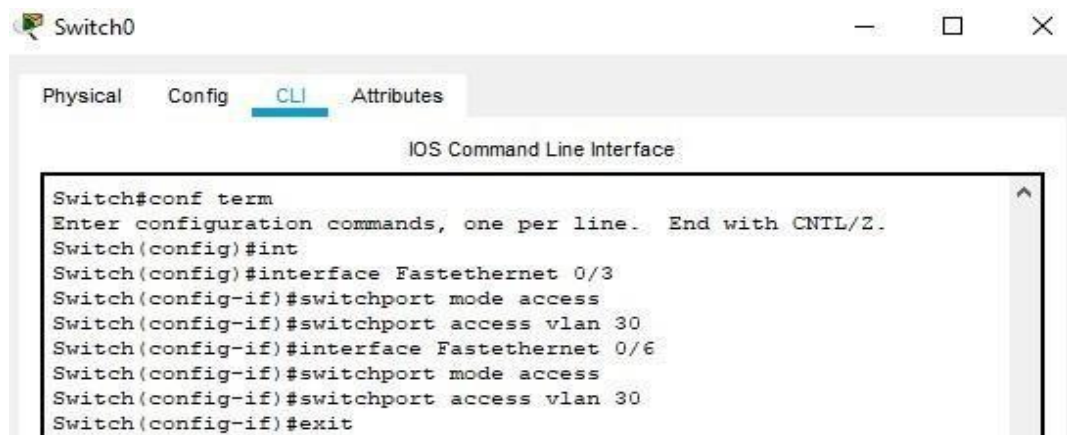 Switch0
Physical Config CLI Attributes
IOS Command Line Interface
Switch#conf term
Enter configuration commands, one per line.  End with CNTL/Z.
Switch(config)#int
Switch(config)#interface Fastethernet 0/3
Switch(config-if)#switchport mode access
Switch(config-if)#switchport access vlan 30
Switch(config-if)#interface Fastethernet 0/6
Switch(config-if)#switchport mode access
Switch(config-if)#switchport access vlan 30
Switch(config-if)#exit